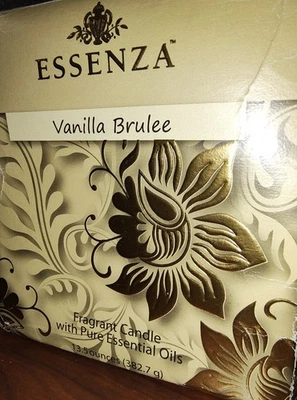 ESSENZA™
Vanilla Brulee
Fragrant Candle
with Pure Essential Oils
13.5 ounces (382.7 g)